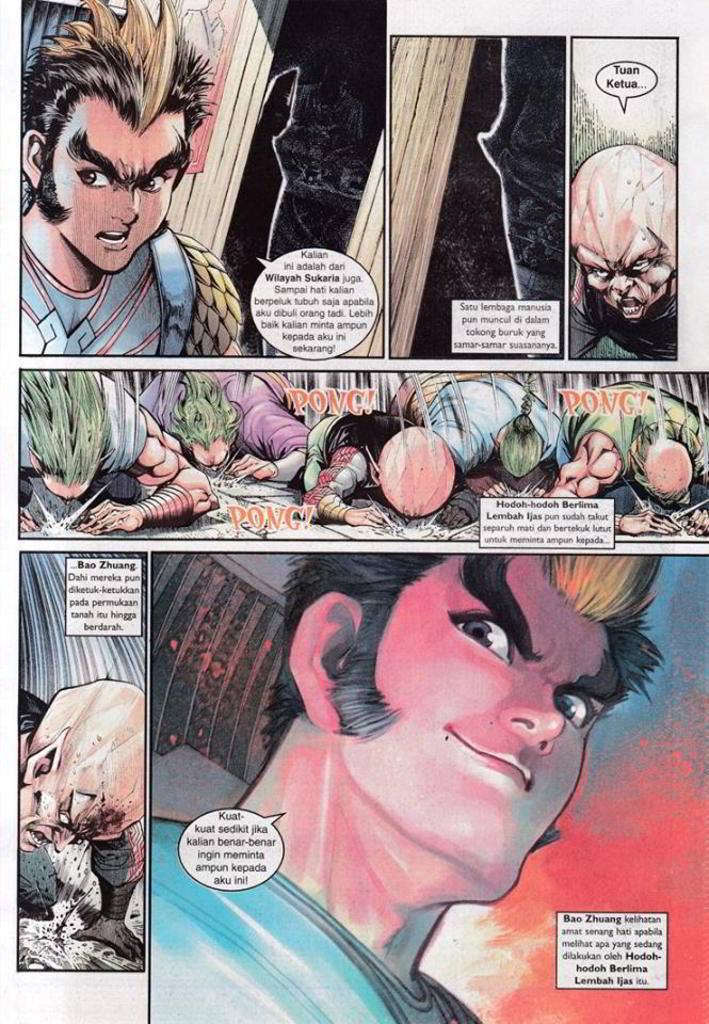 Kalian
ini adalah dari
Wilayah Sukaria juga.
Sampai hati kalian
berpeluk tubuh saja apabila
aku dibuli orang tadi. Lebih
baik kalian minta ampun
kepada aku ini
sekarang!
Satu lembaga manusia
pun muncul di dalam
tokong buruk yang
samar-samar suasananya.
Tuan
Ketua...
PONG!
PONG!
PONG!
Hodoh-hodoh Berlima
Lembah Ijas pun sudah takut
separuh mati dan bertekuk lutut
untuk meminta ampun kepada...
...Bao Zhuang.
Dahi mereka pun
diketuk-ketukkan
pada permukaan
tanah itu hingga
berdarah.
Kuat-
kuat sedikit jika
kalian benar-benar
ingin meminta
ampun kepada
aku ini!
Bao Zhuang kelihatan
amat senang hati apabila
melihat apa yang sedang
dilakukan oleh Hodoh-
hodoh Berlima
Lembah Ijas itu.